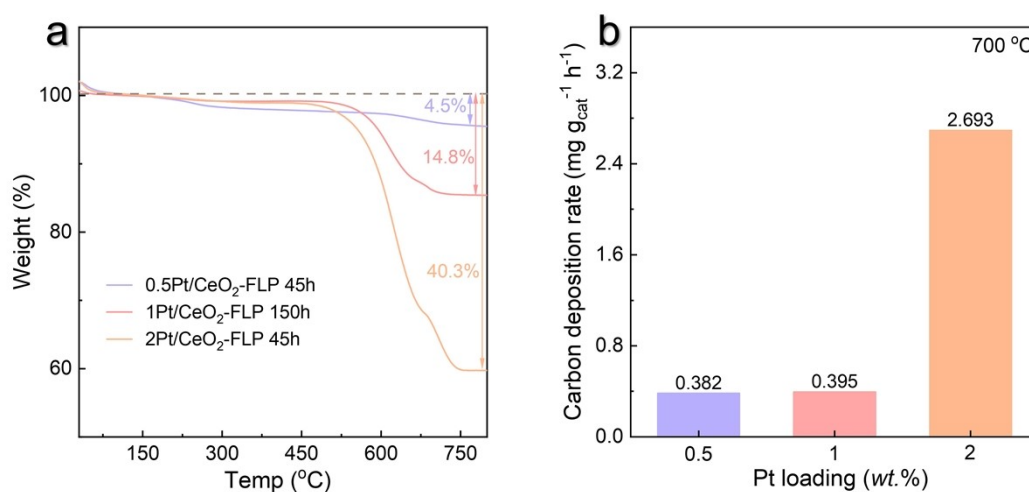 a
100
80
60
Weight (%)
4.5%
14.8%
40.3%
0.5Pt/CeO₂-FLP 45h
1Pt/CeO₂-FLP 150h
2Pt/CeO₂-FLP 45h
150 300 450 600 750
Temp (°C)
b
700 °C
Carbon deposition rate (mg gcat⁻¹ h⁻¹)
3.2
2.4
1.6
0.8
0.0
0.382
0.395
2.693
0.5 1 2
Pt loading (wt.%)